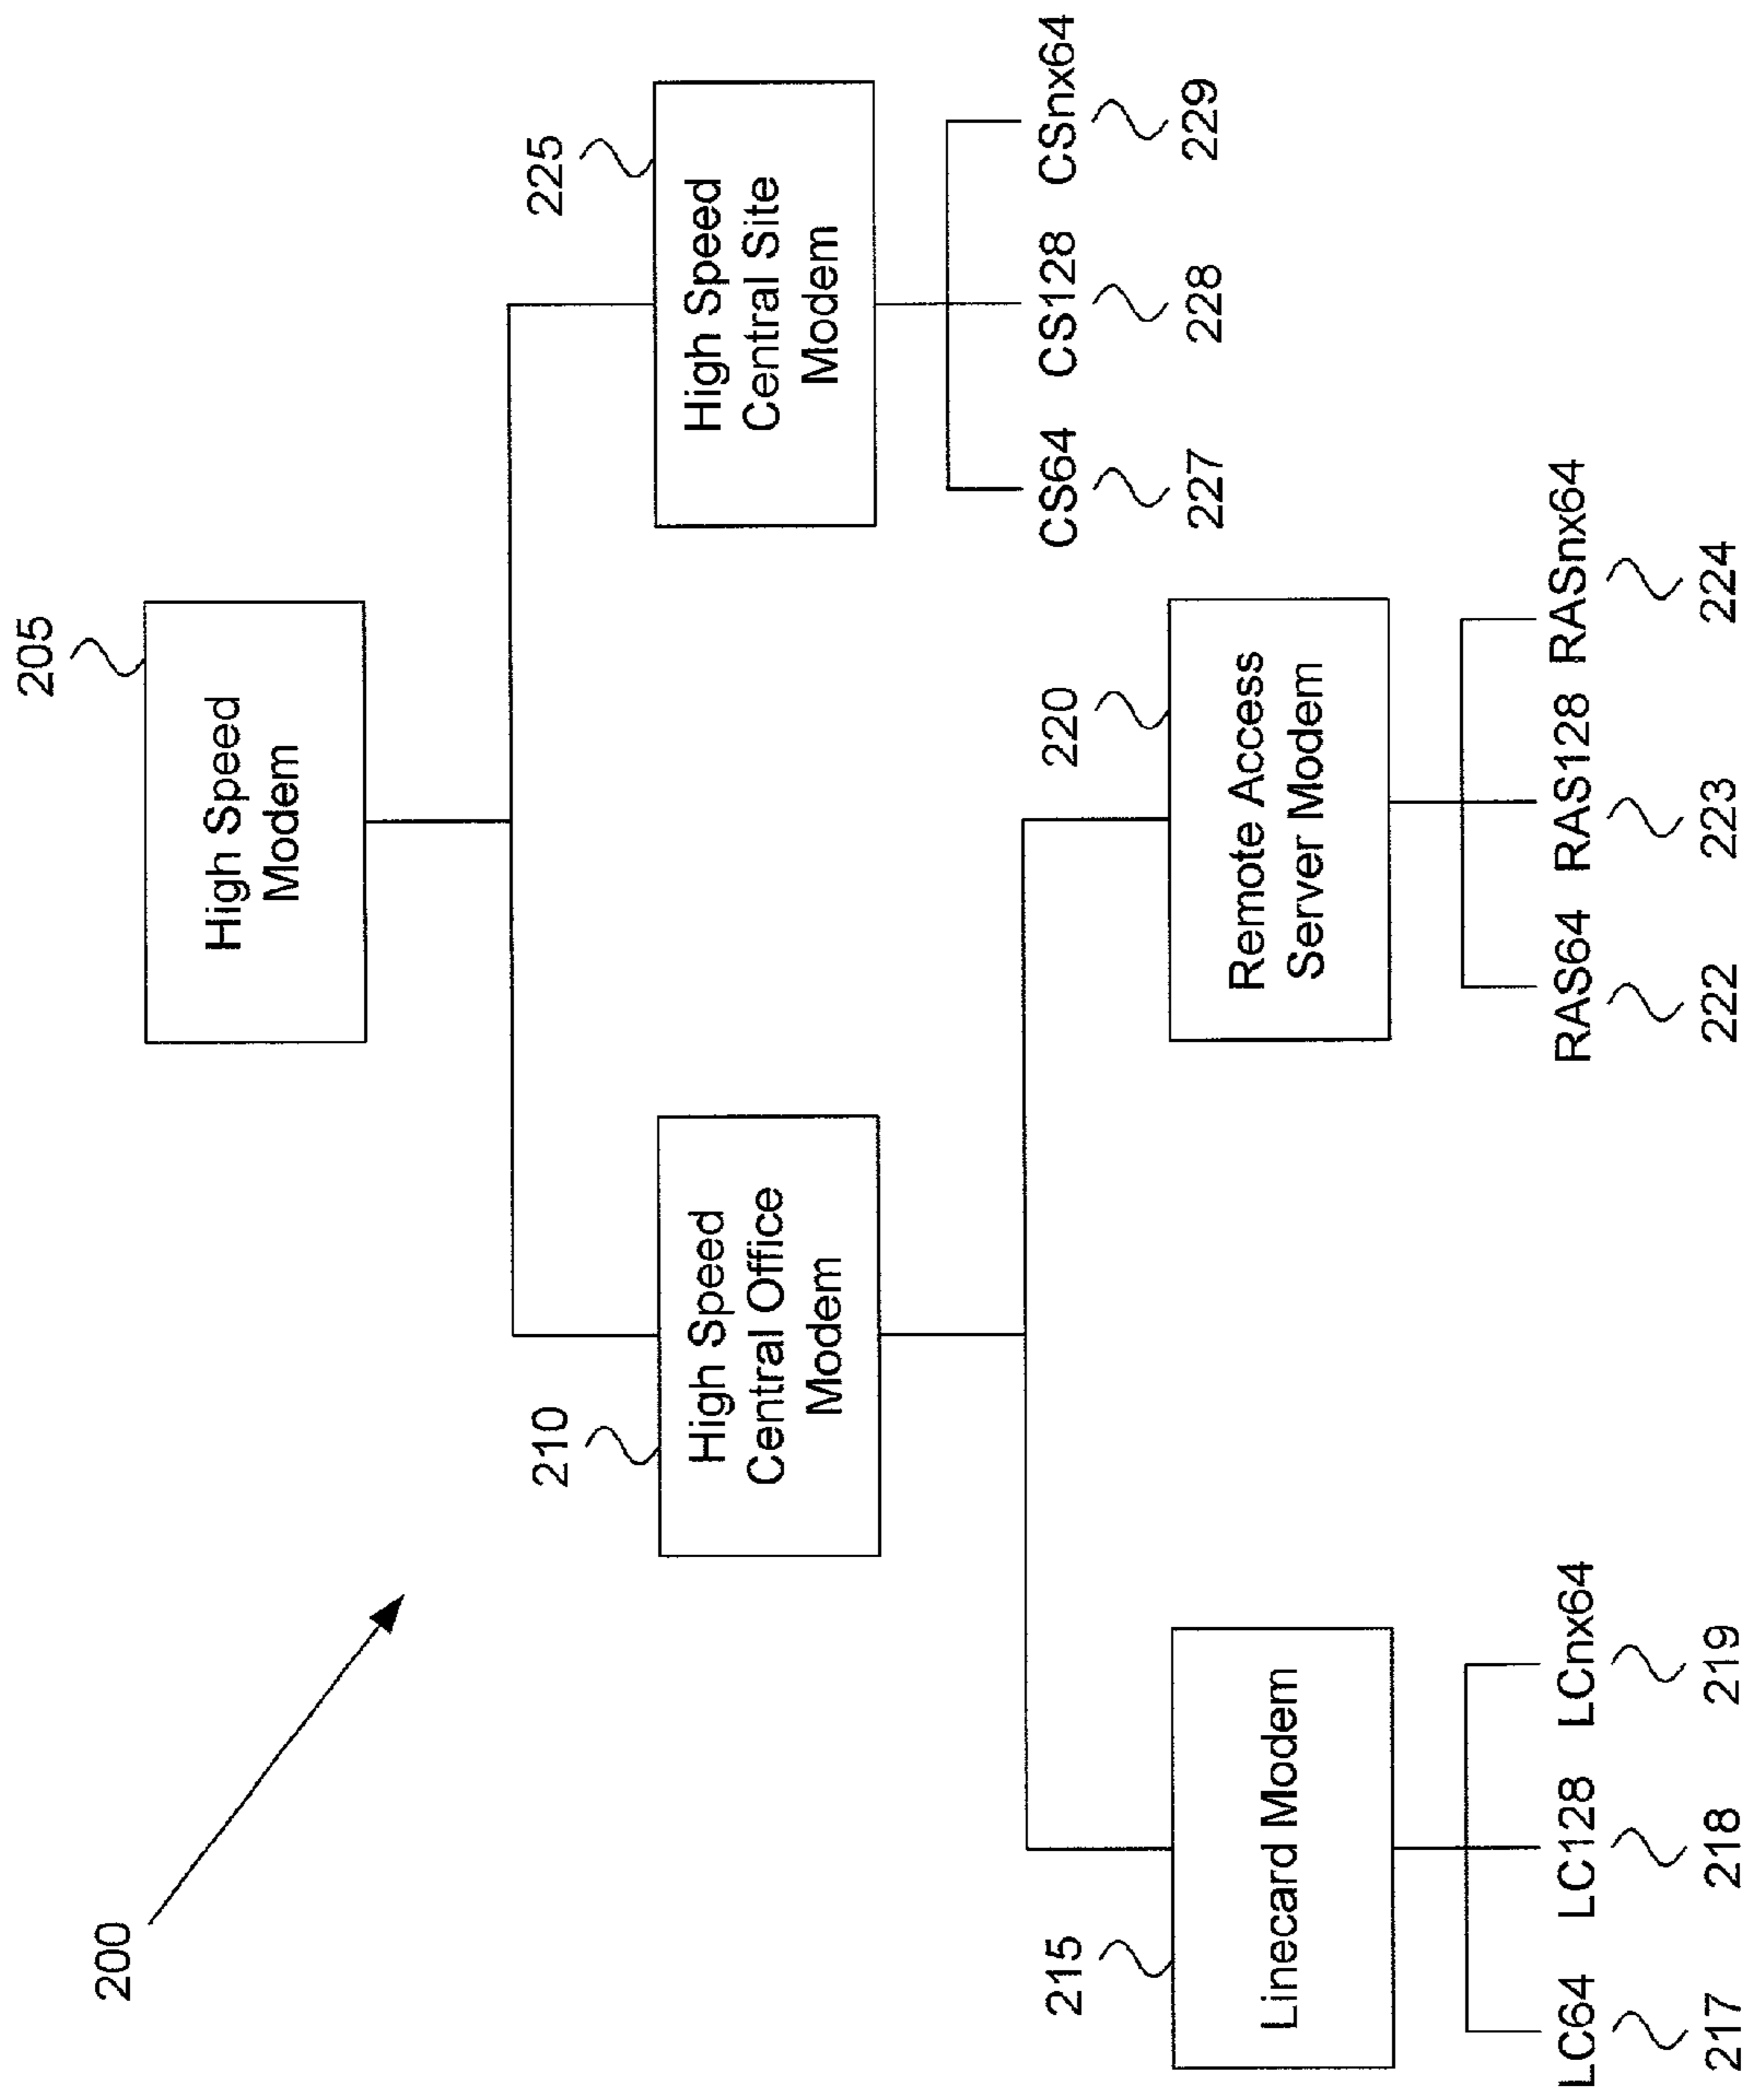 200
205
High Speed
Modem
210
High Speed
Central Office
Modem
225
High Speed
Central Site
Modem
CS64 CS128 CSnx64
227 228 229
215
Linecard Modem
220
Remote Access
Server Modem
LC64 LC128 LCnx64
217 218 219
RAS64 RAS128 RASnx64
222 223 224